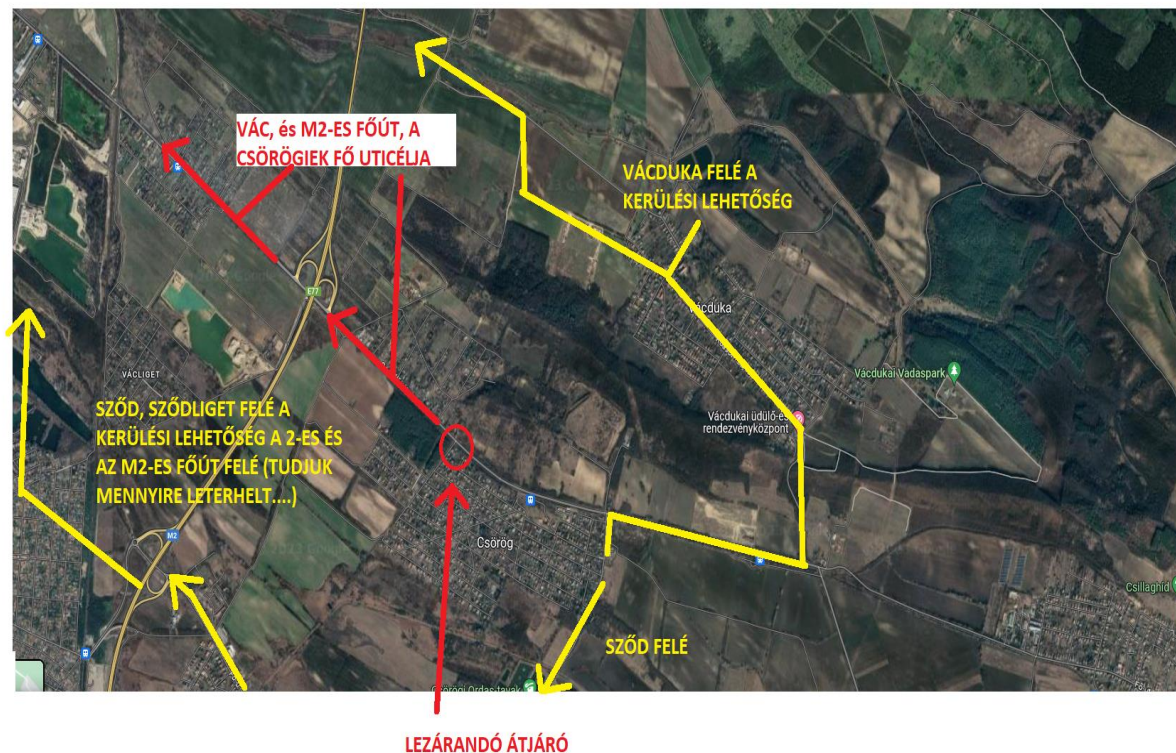 VÁC, és M2-ES FŐÚT, A
CSÖRÖGIEK FŐ UTICÉLJA
E77
VÁCDUKA FELÉ A
KERÜLÉSI LEHETŐSÉG
Vácduka
Vácdukai Vadaspark
Vácdukai üdülő-és
rendezvényközpont
VÁCLIGET
SZŐD, SZŐDLIGET FELÉ A
KERÜLÉSI LEHETŐSÉG A 2-ES ÉS
AZ M2-ES FŐÚT FELÉ (TUDJUK
MENNYIRE LETERHELT....)
M2
Csörög
Csillaghid
SZŐD FELÉ
Csörögi Ordas-tavak
LEZÁRANDÓ ÁTJÁRÓ